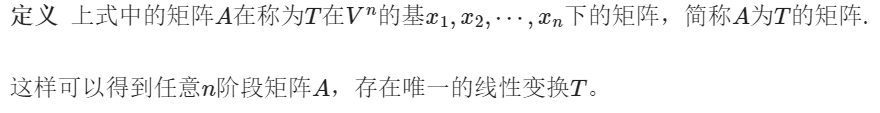 定义 上式中的矩阵A在称为T在Vⁿ的基x₁, x₂, ⋯, xₙ下的矩阵，简称A为T的矩阵.
这样可以得到任意n阶段矩阵A，存在唯一的线性变换T。